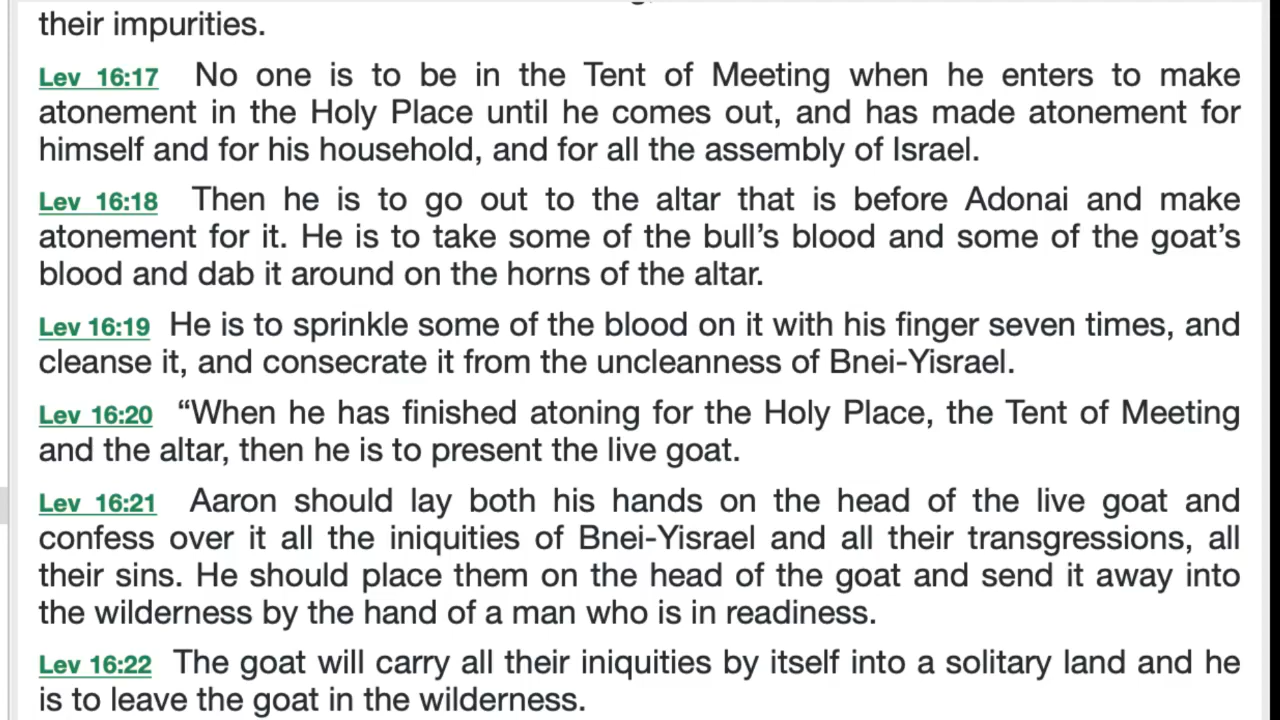 their impurities.
Lev 16:17 No one is to be in the Tent of Meeting when he enters to make
atonement in the Holy Place until he comes out, and has made atonement for
himself and for his household, and for all the assembly of Israel.
Lev 16:18 Then he is to go out to the altar that is before Adonai and make
atonement for it. He is to take some of the bull’s blood and some of the goat’s
blood and dab it around on the horns of the altar.
Lev 16:19 He is to sprinkle some of the blood on it with his finger seven times, and
cleanse it, and consecrate it from the uncleanness of Bnei-Yisrael.
Lev 16:20 “When he has finished atoning for the Holy Place, the Tent of Meeting
and the altar, then he is to present the live goat.
Lev 16:21 Aaron should lay both his hands on the head of the live goat and
confess over it all the iniquities of Bnei-Yisrael and all their transgressions, all
their sins. He should place them on the head of the goat and send it away into
the wilderness by the hand of a man who is in readiness.
Lev 16:22 The goat will carry all their iniquities by itself into a solitary land and he
is to leave the goat in the wilderness.